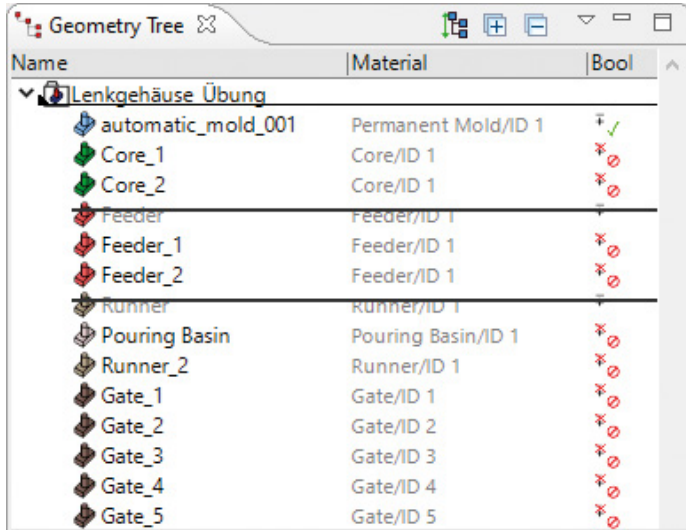 Geometry Tree
Name Material Bool
Lenkgehäuse Übung
automatic_mold_001 Permanent Mold/ID 1
Core_1 Core/ID 1
Core_2 Core/ID 1
Feeder Feeder/ID 1
Feeder_1 Feeder/ID 1
Feeder_2 Feeder/ID 1
Runner Runner/ID 1
Pouring Basin Pouring Basin/ID 1
Runner_2 Runner/ID 1
Gate_1 Gate/ID 1
Gate_2 Gate/ID 2
Gate_3 Gate/ID 3
Gate_4 Gate/ID 4
Gate_5 Gate/ID 5